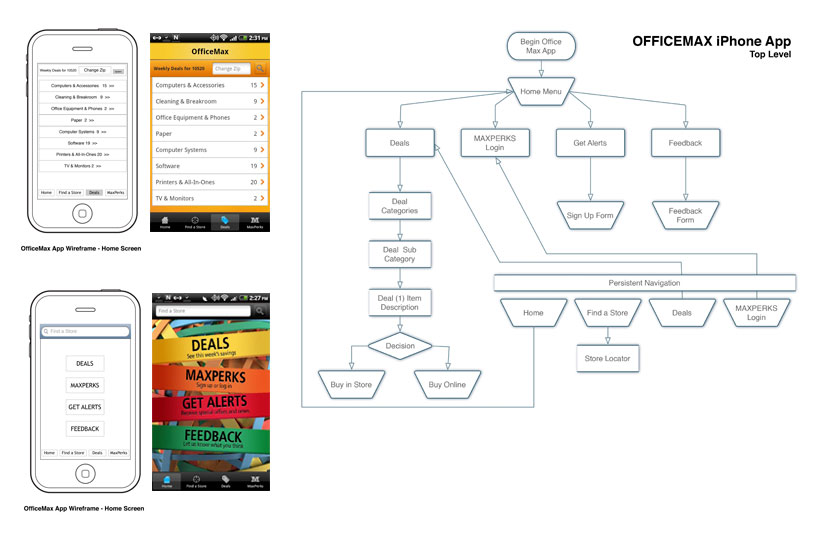 Weekly Deals for 10520 Change Zip
Computers & Accessories 15 >>
Cleaning & Breakroom 9 >>
Office Equipment & Phones 2 >>
Paper 2 >>
Computer Systems 9 >>
Software 19 >>
Printers & All-In-Ones 20 >>
TV & Monitors 2 >>
Home Find a Store Deals MaxPerks
OfficeMax App Wireframe - Home Screen
2:31 PM
OfficeMax
Weekly Deals for 10520 Change Zip
Computers & Accessories 15
Cleaning & Breakroom 9
Office Equipment & Phones 2
Paper 2
Computer Systems 9
Software 19
Printers & All-In-Ones 20
TV & Monitors 2
Home Find a Store Deals MaxPerks
Find a Store
DEALS
MAXPERKS
GET ALERTS
FEEDBACK
Home Find a Store Deals MaxPerks
OfficeMax App Wireframe - Home Screen
2:27 PM
Find a Store
DEALS
See this week's savings
MAXPERKS
Sign up or log in
GET ALERTS
Receive special offers and news
FEEDBACK
Let us know what you think
Home Find a Store Deals MaxPerks
OFFICEMAX iPhone App
Top Level
Begin Office
Max App
Home Menu
Deals
MAXPERKS
Login
Get Alerts
Feedback
Deal
Categories
Sign Up Form
Feedback
Form
Deal Sub
Category
Deal (1) Item
Description
Decision
Buy in Store
Buy Online
Persistent Navigation
Home
Find a Store
Deals
MAXPERKS
Login
Store Locator